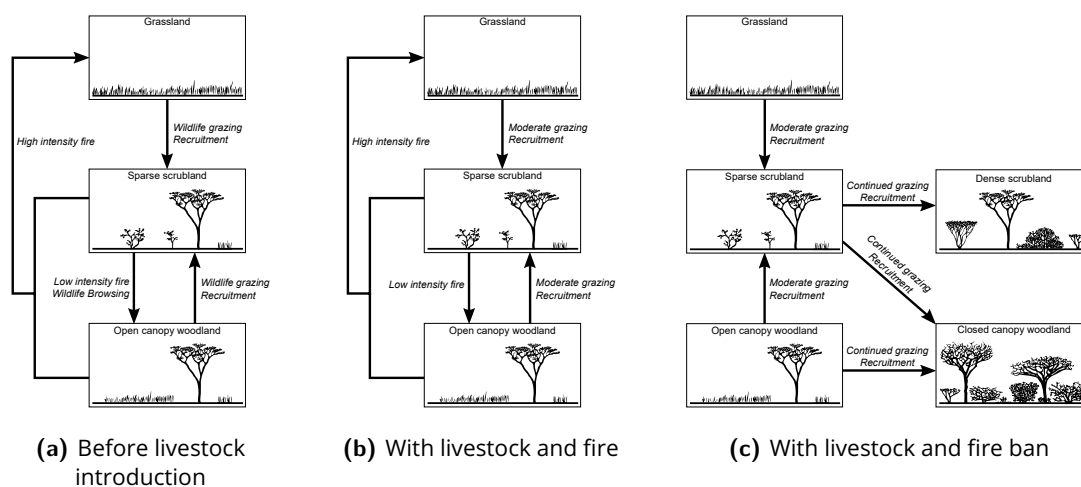 Grassland
High intensity fire
Wildlife grazing
Recruitment
Sparse scrubland
Low intensity fire
Wildlife Browsing
Wildlife grazing
Recruitment
Open canopy woodland
(a) Before livestock
introduction
Grassland
High intensity fire
Moderate grazing
Recruitment
Sparse scrubland
Low intensity fire
Moderate grazing
Recruitment
Open canopy woodland
(b) With livestock and fire
Grassland
Moderate grazing
Recruitment
Sparse scrubland
Continued grazing
Recruitment
Dense scrubland
Moderate grazing
Recruitment
Continued grazing
Recruitment
Open canopy woodland
Continued grazing
Recruitment
Closed canopy woodland
(c) With livestock and fire ban